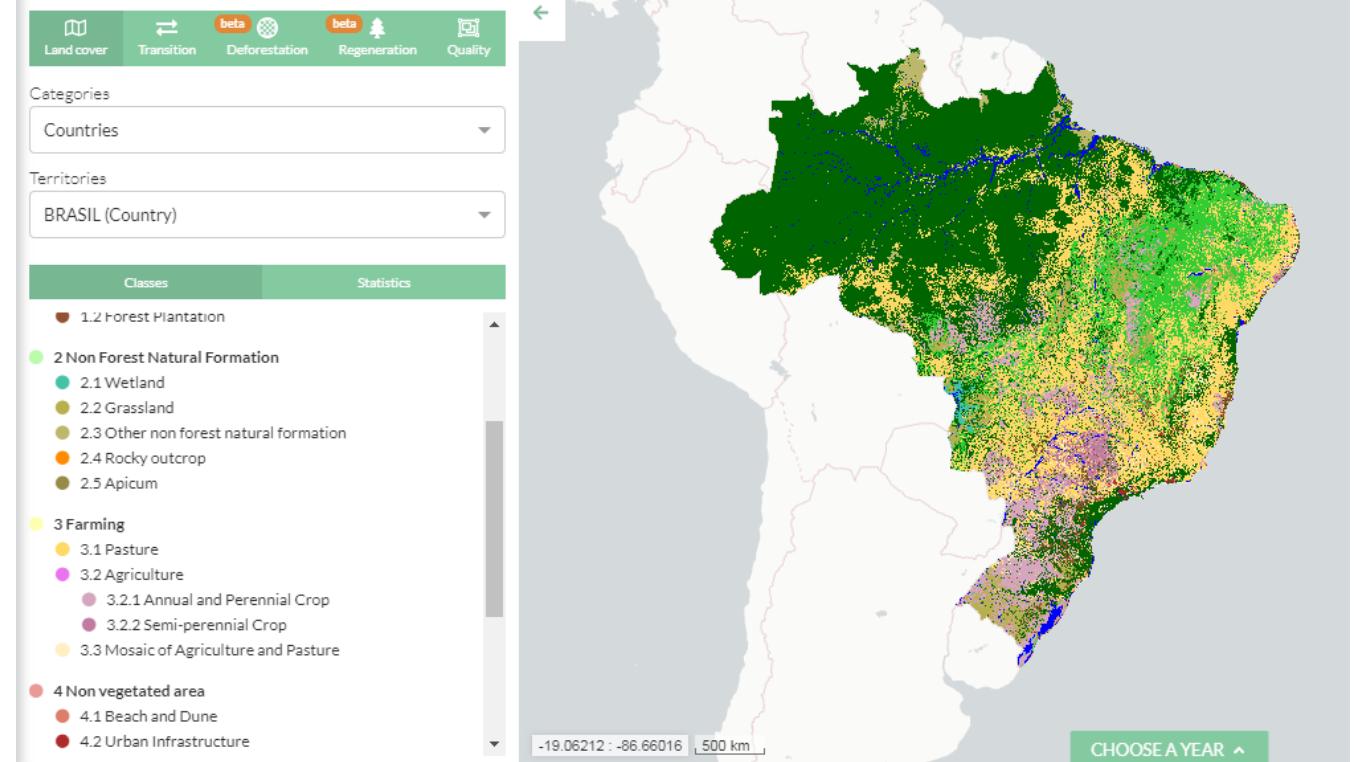 beta
beta
Land cover
Transition
Deforestation
Regeneration
Quality
Categories
Countries
Territories
BRASIL (Country)
Classes
Statistics
1.2 Forest Plantation
2 Non Forest Natural Formation
2.1 Wetland
2.2 Grassland
2.3 Other non forest natural formation
2.4 Rocky outcrop
2.5 Apicum
3 Farming
3.1 Pasture
3.2 Agriculture
3.2.1 Annual and Perennial Crop
3.2.2 Semi-perennial Crop
3.3 Mosaic of Agriculture and Pasture
4 Non vegetated area
4.1 Beach and Dune
4.2 Urban Infrastructure
-19.06212 : -86.66016
500 km
CHOOSE A YEAR